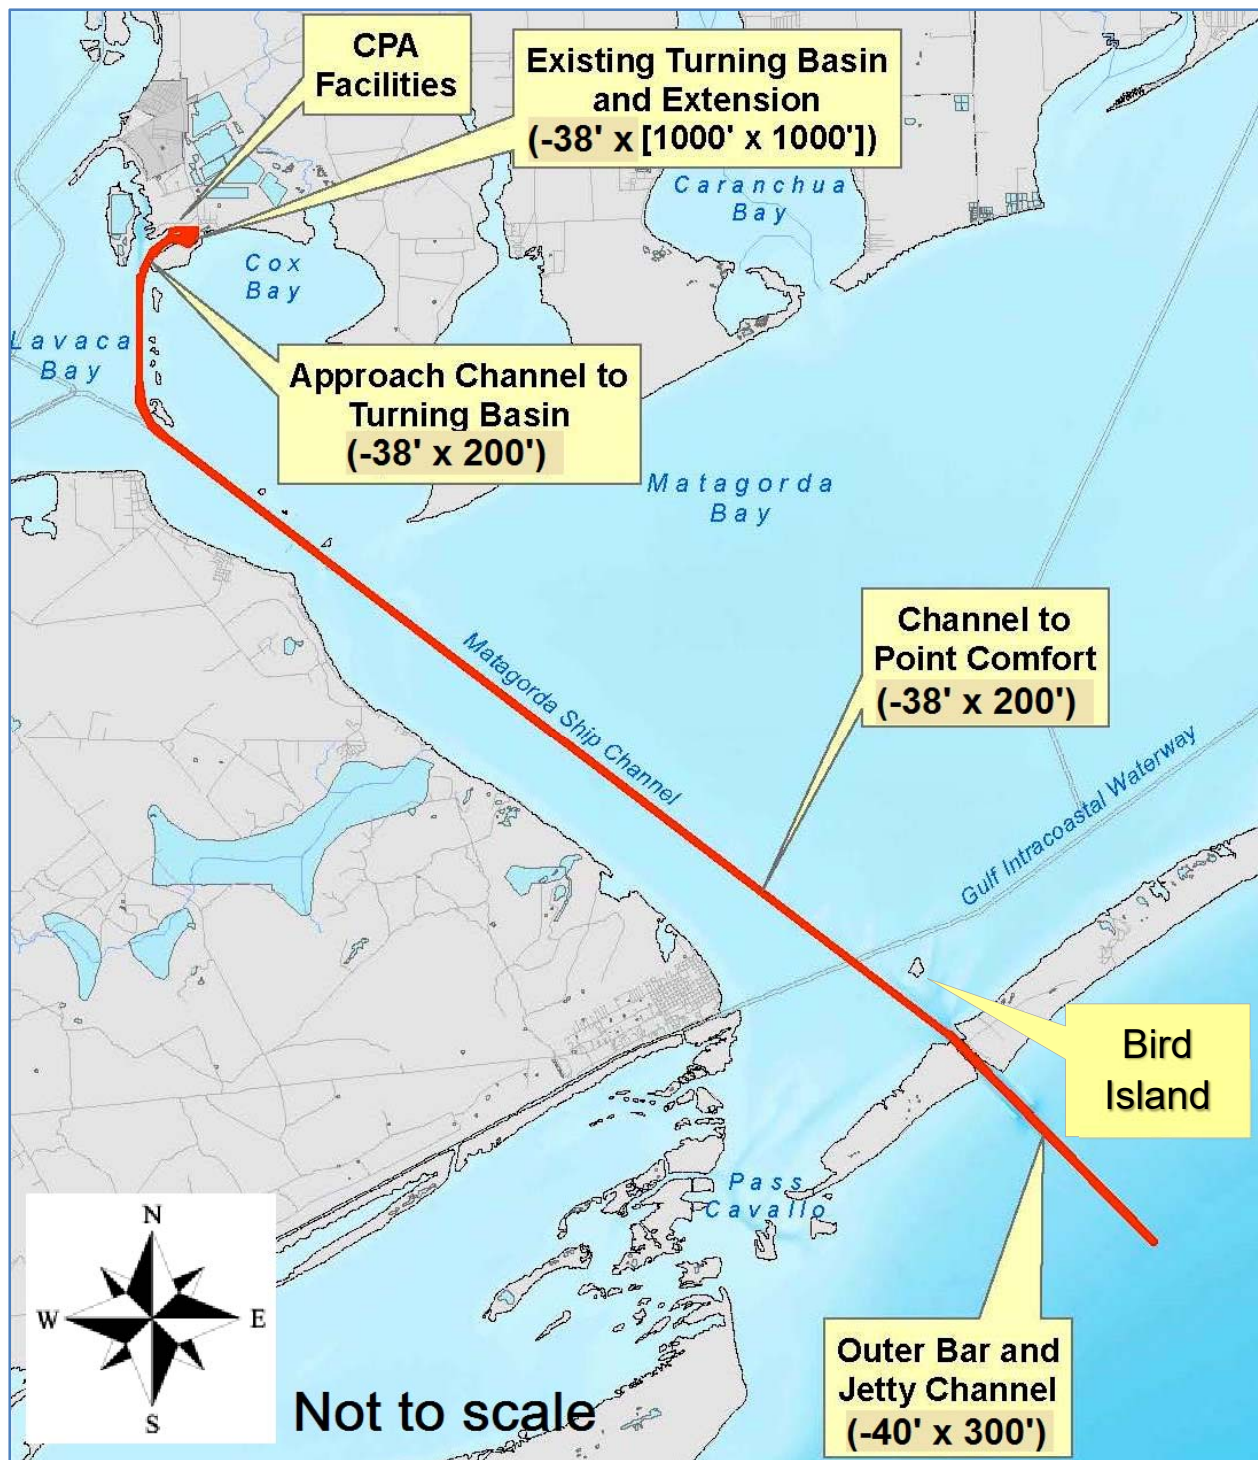 CPA
Facilities
Existing Turning Basin
and Extension
(-38' x [1000' x 1000'])
Caranchua
Bay
Cox
Bay
Lavaca
Bay
Approach Channel to
Turning Basin
(-38' x 200')
Matagorda
Bay
Channel to
Point Comfort
(-38' x 200')
Matagorda Ship Channel
Gulf Intracoastal Waterway
Bird
Island
Pass
Cavallo
N
W
E
S
Not to scale
Outer Bar and
Jetty Channel
(-40' x 300')